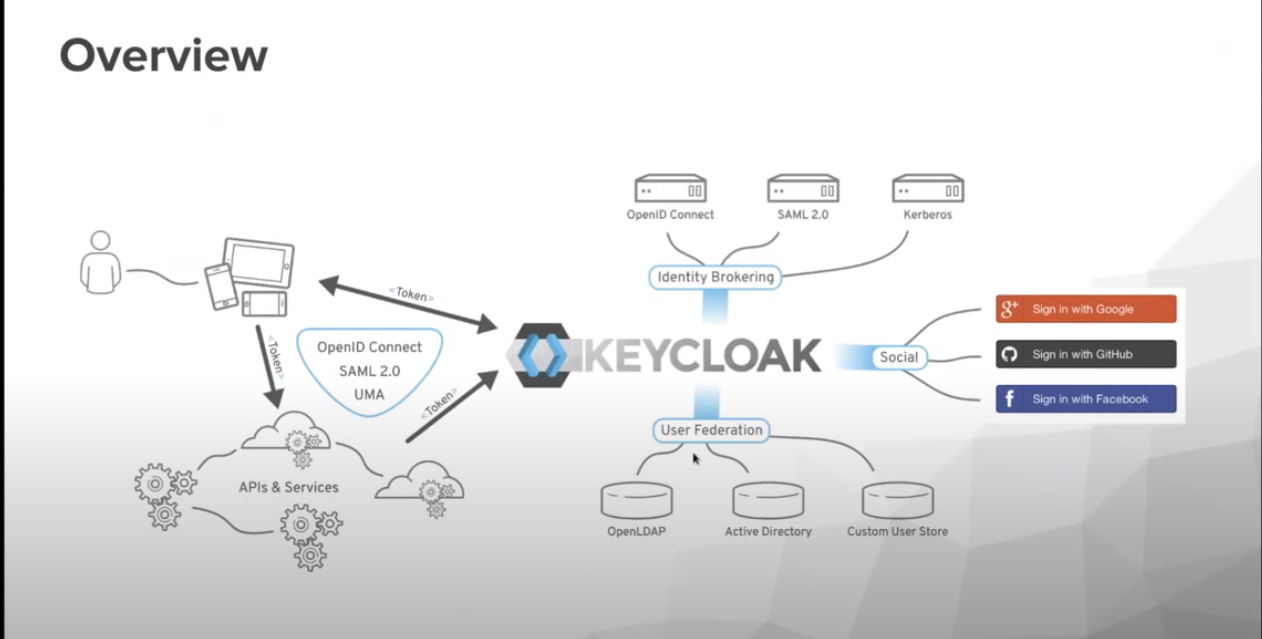 Overview
OpenID Connect
SAML 2.0
Kerberos
Identity Brokering
<Token>
<Token>
OpenID Connect
SAML 2.0
UMA
<Token>
KEYCLOAK
Social
g+ Sign in with Google
Sign in with GitHub
f Sign in with Facebook
User Federation
APIs & Services
OpenLDAP
Active Directory
Custom User Store